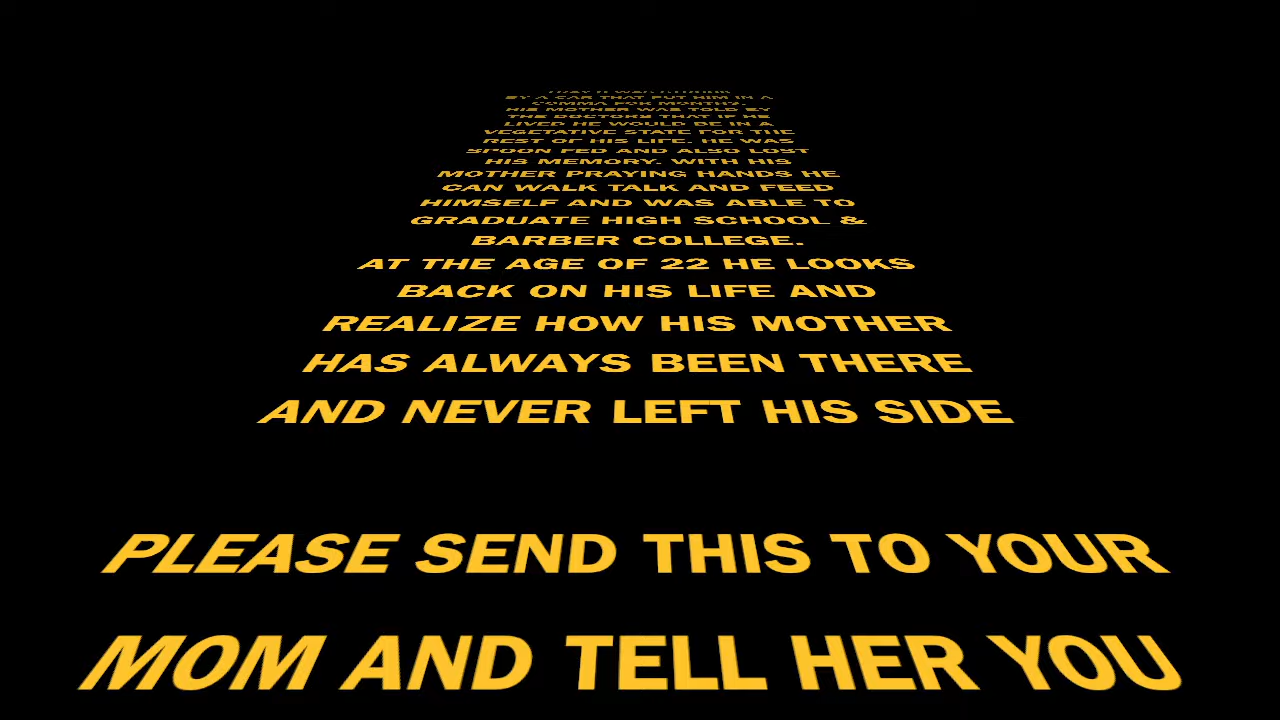 BY A CAR THAT PUT HIM IN A
COMMA FOR MONTHS.
HIS MOTHER WAS TOLD BY
THE DOCTORS THAT IF HE
LIVED HE WOULD BE IN A
VEGETATIVE STATE FOR THE
REST OF HIS LIFE. HE WAS
SPOON FED AND ALSO LOST
HIS MEMORY. WITH HIS
MOTHER PRAYING HANDS HE
CAN WALK TALK AND FEED
HIMSELF AND WAS ABLE TO
GRADUATE HIGH SCHOOL &
BARBER COLLEGE.
AT THE AGE OF 22 HE LOOKS
BACK ON HIS LIFE AND
REALIZE HOW HIS MOTHER
HAS ALWAYS BEEN THERE
AND NEVER LEFT HIS SIDE
PLEASE SEND THIS TO YOUR
MOM AND TELL HER YOU